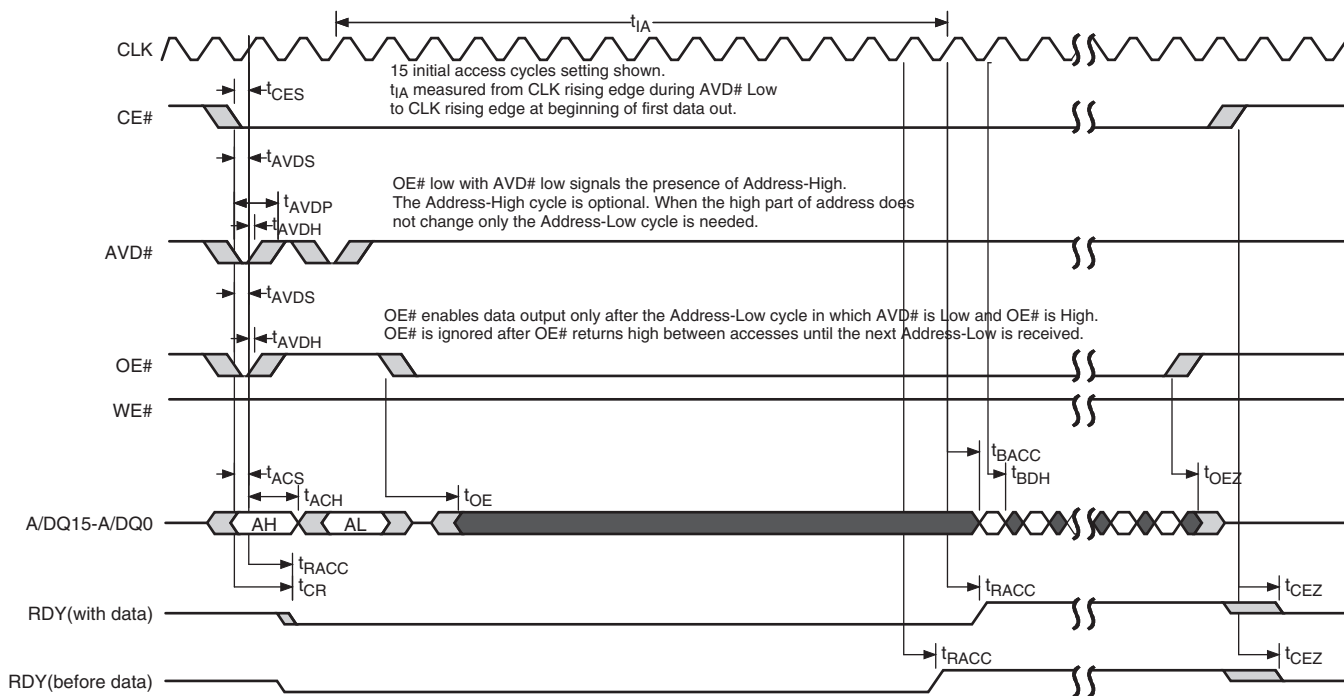 tIA
CLK
15 initial access cycles setting shown.
tIA measured from CLK rising edge during AVD# Low
to CLK rising edge at beginning of first data out.
tCES
CE#
tAVDS
OE# low with AVD# low signals the presence of Address-High.
The Address-High cycle is optional. When the high part of address does
not change only the Address-Low cycle is needed.
tAVDP
tAVDH
AVD#
tAVDS
OE# enables data output only after the Address-Low cycle in which AVD# is Low and OE# is High.
OE# is ignored after OE# returns high between accesses until the next Address-Low is received.
tAVDH
OE#
WE#
tBACC
tACS
tBDH
tOEZ
tACH
tOE
A/DQ15-A/DQ0
AH
AL
tRACC
tCR
tRACC
tCEZ
RDY(with data)
tRACC
tCEZ
RDY(before data)